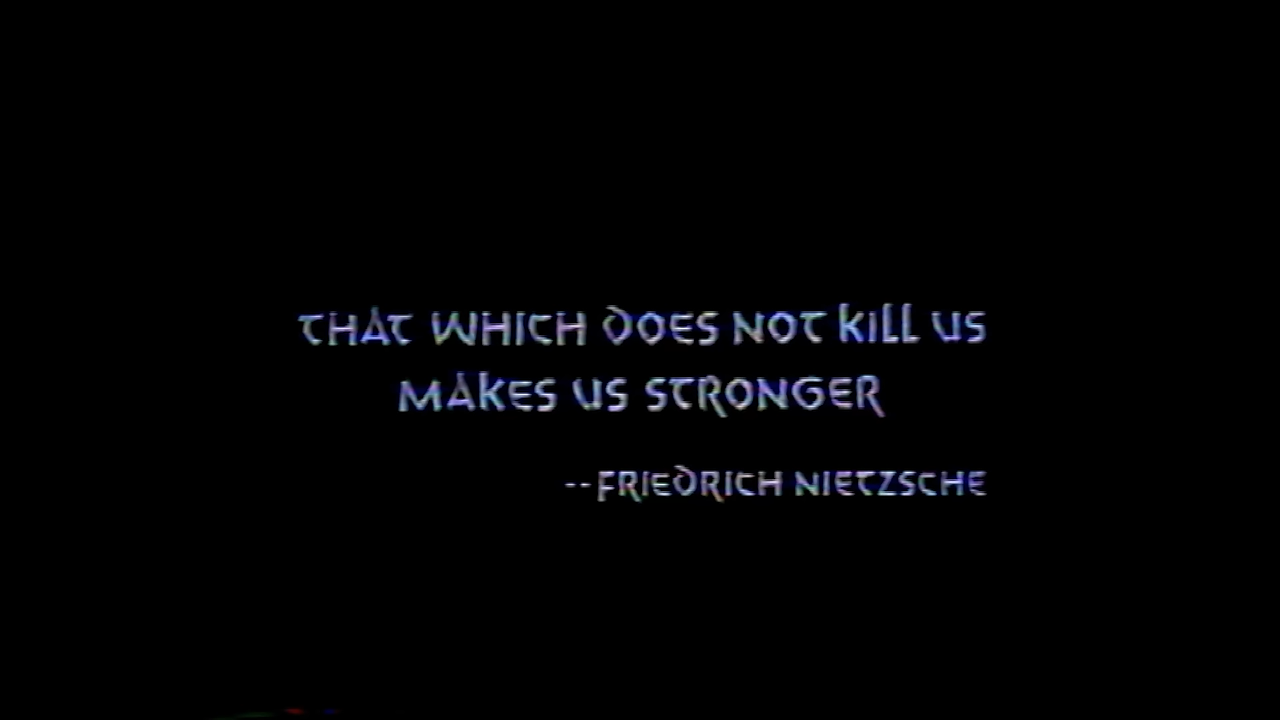 THAT WHICH DOES NOT KILL US
MAKES US STRONGER
--FRIEDRICH NIETZSCHE